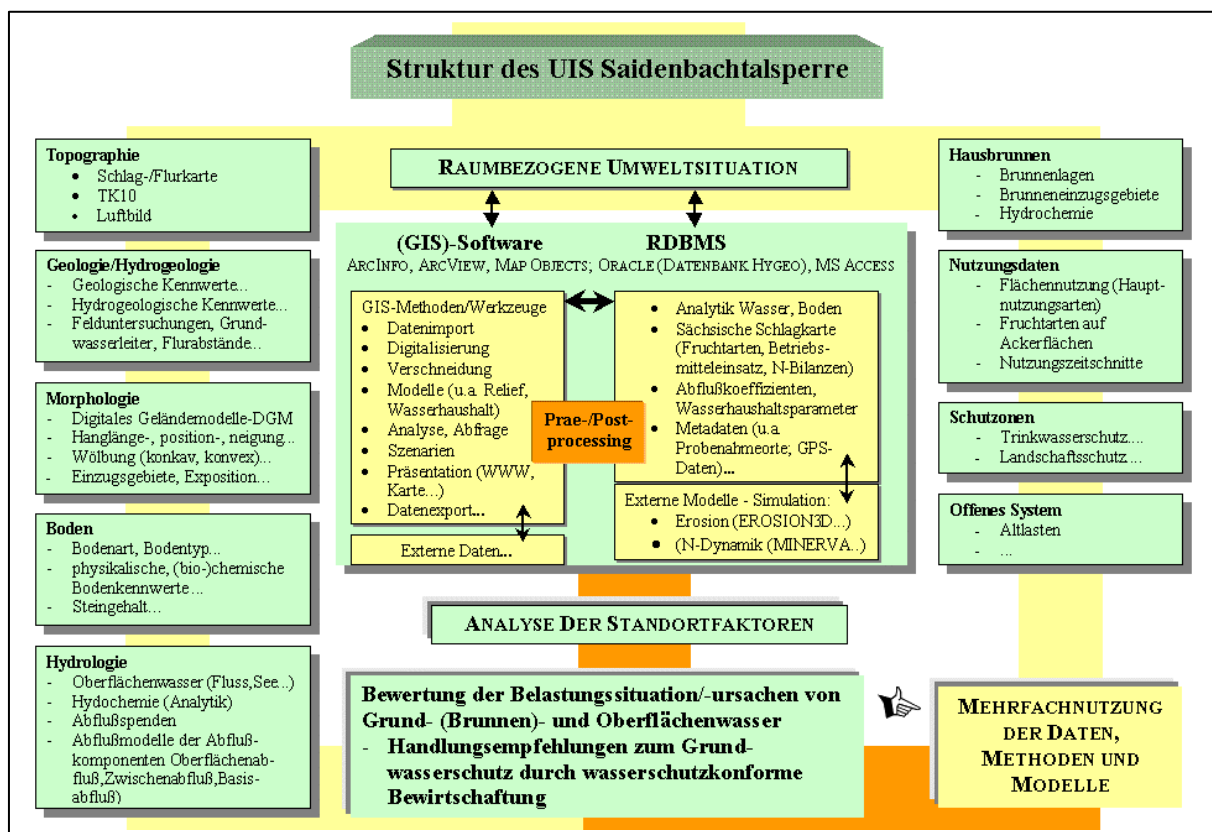 Struktur des UIS Saidenbachtalsperre
Topographie
• Schlag-/Flurkarte
• TK10
• Luftbild
Geologie/Hydrogeologie
- Geologische Kennwerte...
- Hydrogeologische Kennwerte...
- Felduntersuchungen, Grund-
wasserleiter, Flurabstände...
Morphologie
- Digitales Geländemodelle-DGM
- Hanglänge-, position-, neigung...
- Wölbung (konkav, konvex)...
- Einzugsgebiete, Exposition...
Boden
- Bodenart, Bodentyp...
- physikalische, (bio-)chemische
Bodenkennwerte...
- Steingehalt...
Hydrologie
- Oberflächenwasser (Fluss,See...)
- Hydochemie (Analytik)
- Abflußspenden
- Abflußmodelle der Abfluß-
komponenten Oberflächenab-
fluß,Zwischenabfluß,Basis-
abfluß)
RAUMBEZOGENE UMWELTSITUATION
(GIS)-Software RDBMS
ARCINFO, ARCVIEW, MAP OBJECTS; ORACLE (DATENBANK HYGEO), MS ACCESS
GIS-Methoden/Werkzeuge
• Datenimport
• Digitalisierung
• Verschneidung
• Modelle (u.a. Relief,
Wasserhaushalt)
• Analyse, Abfrage
• Szenarien
• Präsentation (WWW,
Karte...)
• Datenexport...
Externe Daten...
Prae-/Post-
processing
• Analytik Wasser, Boden
• Sächsische Schlagkarte
(Fruchtarten, Betriebs-
mitteleinsatz, N-Bilanzen)
• Abflußkoeffizienten,
Wasserhaushaltsparameter
• Metadaten (u.a.
Probenahmeorte; GPS-
Daten)...
Externe Modelle - Simulation:
• Erosion (EROSION3D...)
• (N-Dynamik (MINERVA..)
ANALYSE DER STANDORTFAKTOREN
Bewertung der Belastungssituation/-ursachen von
Grund- (Brunnen)- und Oberflächenwasser
- Handlungsempfehlungen zum Grund-
wasserschutz durch wasserschutzkonforme
Bewirtschaftung
Hausbrunnen
- Brunnenlagen
- Brunneneinzugsgebiete
- Hydrochemie
Nutzungsdaten
- Flächennutzung (Haupt-
nutzungsarten)
- Fruchtarten auf
Ackerflächen
- Nutzungszeitschnitte
Schutzonen
- Trinkwasserschutz....
- Landschaftsschutz ...
Offenes System
- Altlasten
- ...
MEHRFACHNUTZUNG
DER DATEN,
METHODEN UND
MODELLE